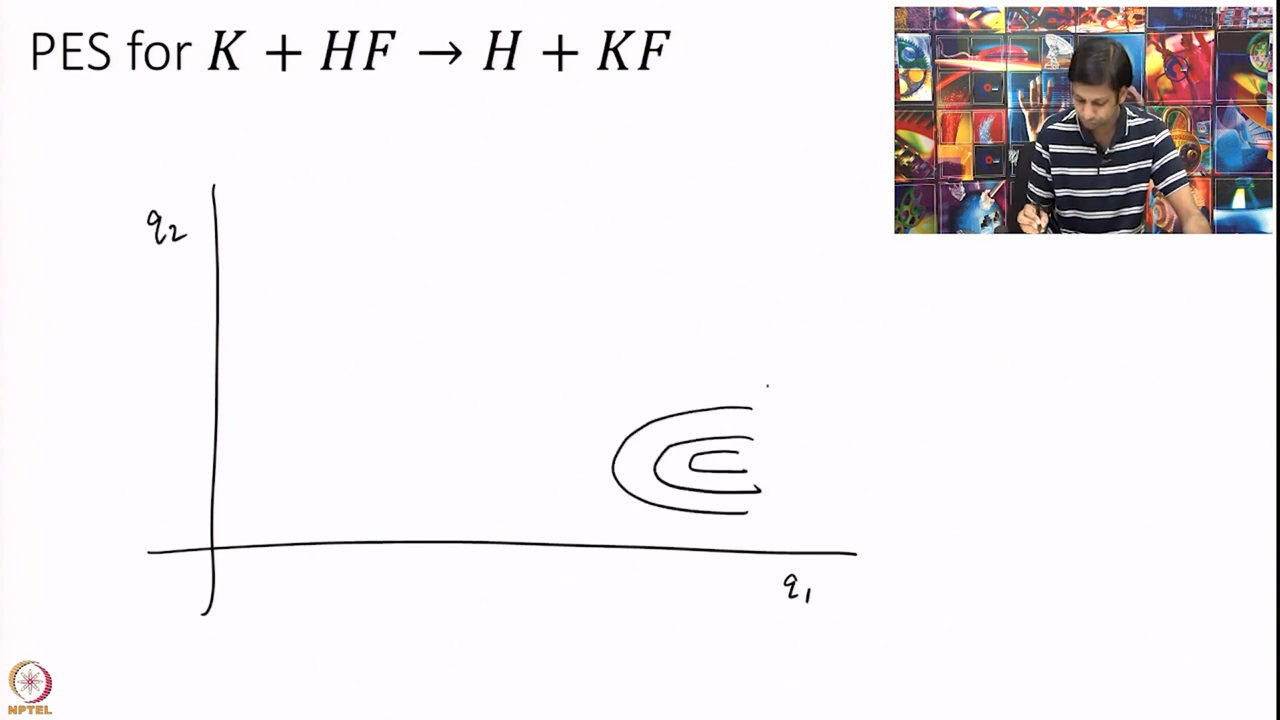 PES for K + HF → H + KF
q₂
q₁
NPTEL